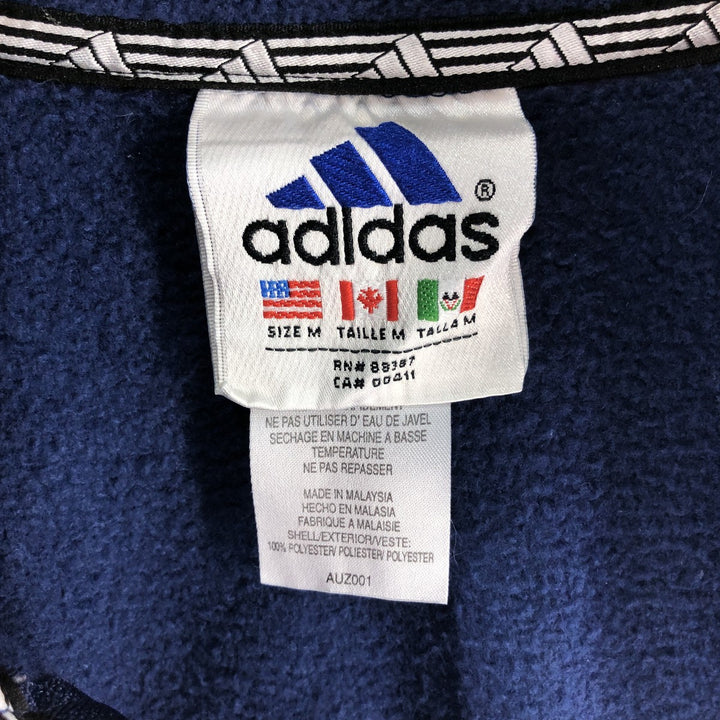 adidas ®
SIZE M TAILLE M TALLA M
RN# 88387
CA# 00411
NE PAS UTILISER D' EAU DE JAVEL
SECHAGE EN MACHINE A BASSE
TEMPERATURE
NE PAS REPASSER
MADE IN MALAYSIA
HECHO EN MALASIA
FABRIQUE A MALAISIE
SHELL/EXTERIOR/VESTE:
100% POLYESTER/ POLIESTER/ POLYESTER
AUZ001